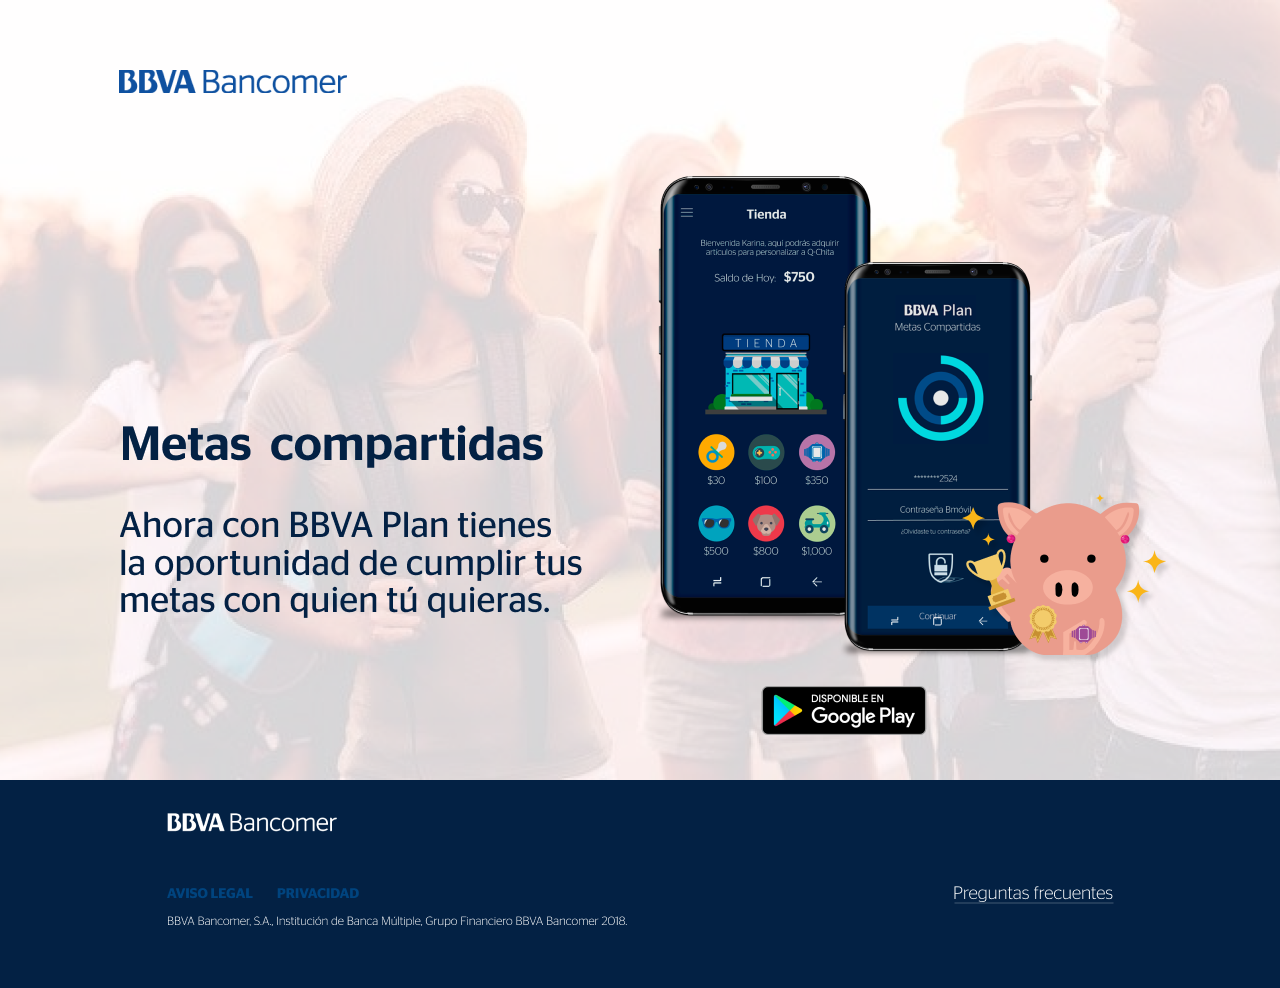 BBVA Bancomer
Tienda
Bienvenida Karina, aquí podrás adquirir
artículos para personalizar a Q-Chita
Saldo de Hoy: $750
TIENDA
$30 $100 $350
$500 $800 $1,000
BBVA Plan
Metas Compartidas
********2524
Contraseña Bmóvil
¿Olvidaste tu contraseña?
Continuar
Metas compartidas
Ahora con BBVA Plan tienes
la oportunidad de cumplir tus
metas con quien tú quieras.
DISPONIBLE EN
Google Play
BBVA Bancomer
AVISO LEGAL PRIVACIDAD
Preguntas frecuentes
BBVA Bancomer, S.A., Institución de Banca Múltiple, Grupo Financiero BBVA Bancomer 2018.